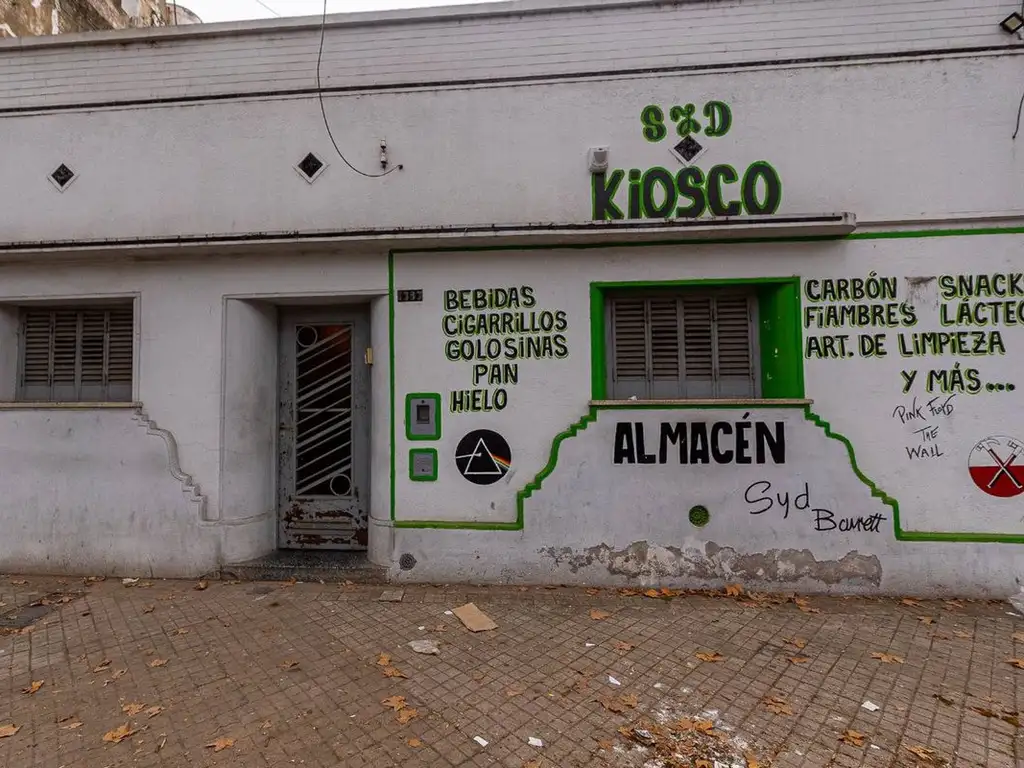 SYD
KiOSCO
BEBiDAS
CiGARRiLLOS
GOLOSiNAS
PAN
HiELO
ALMACÉN
CARBÓN SNACK
FiAMBRES LÁCTEO
ART. DE LiMPiEZA
Y MÁS...
PiNK FLOYD
THE
WALL
Syd
Barrett